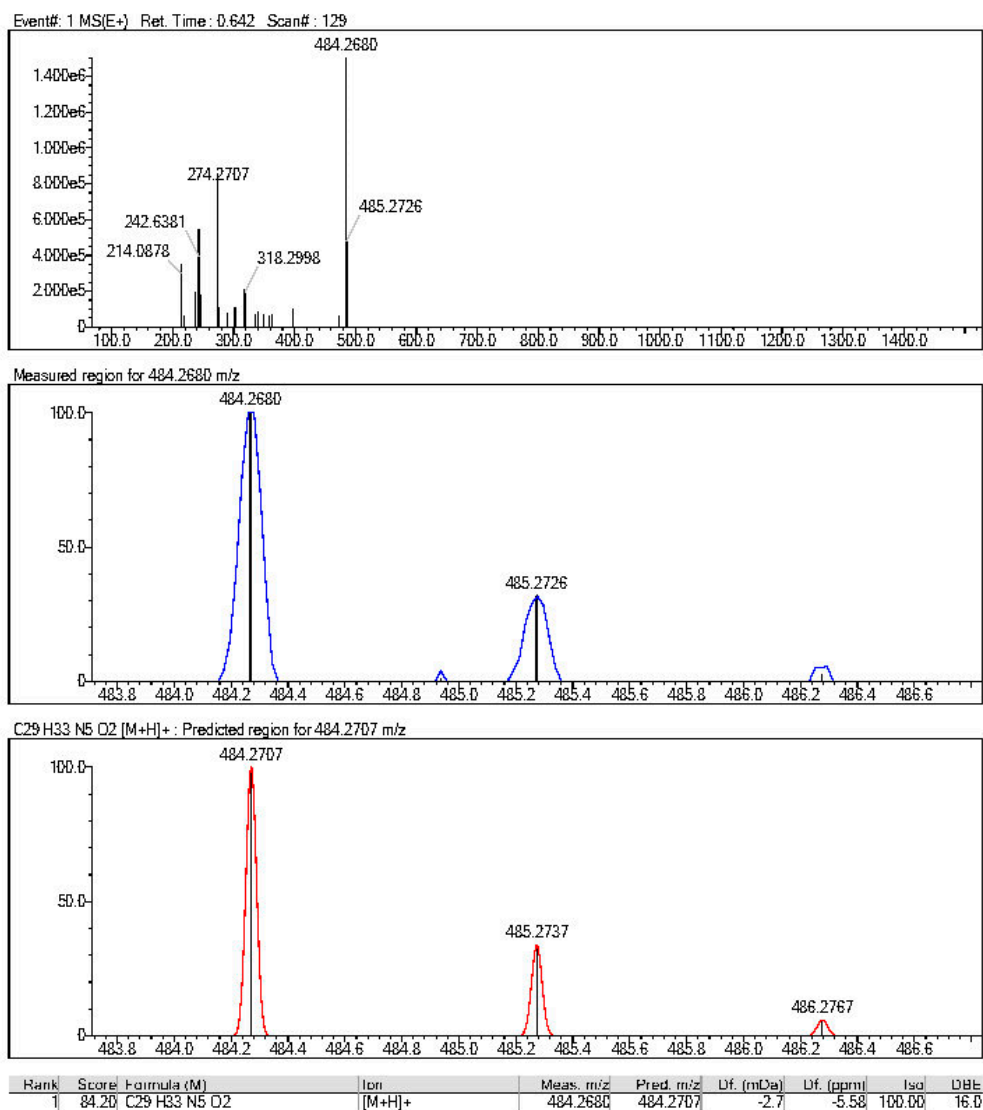 Event#: 1 MS(E+) Ret. Time : 0.642 Scan# : 129
484.2680
1.400e6
1.200e6
1.000e6
8.000e5
274.2707
6.000e5
242.6381
485.2726
4.000e5
214.0878
318.2998
2.000e5
0
100.0 200.0 300.0 400.0 500.0 600.0 700.0 800.0 900.0 1000.0 1100.0 1200.0 1300.0 1400.0
Measured region for 484.2680 m/z
484.2680
100.0
50.0
485.2726
0
483.8 484.0 484.2 484.4 484.6 484.8 485.0 485.2 485.4 485.6 485.8 486.0 486.2 486.4 486.6
C29 H33 N5 O2 [M+H]+ : Predicted region for 484.2707 m/z
484.2707
100.0
50.0
485.2737
486.2767
0
483.8 484.0 484.2 484.4 484.6 484.8 485.0 485.2 485.4 485.6 485.8 486.0 486.2 486.4 486.6
Rank Score Formula (M) Ion Meas. m/z Pred. m/z Df. (mDa) Df. (ppm) Iso DBE
1 84.20 C29 H33 N5 O2 [M+H]+ 484.2680 484.2707 -2.7 -5.58 100.00 16.0